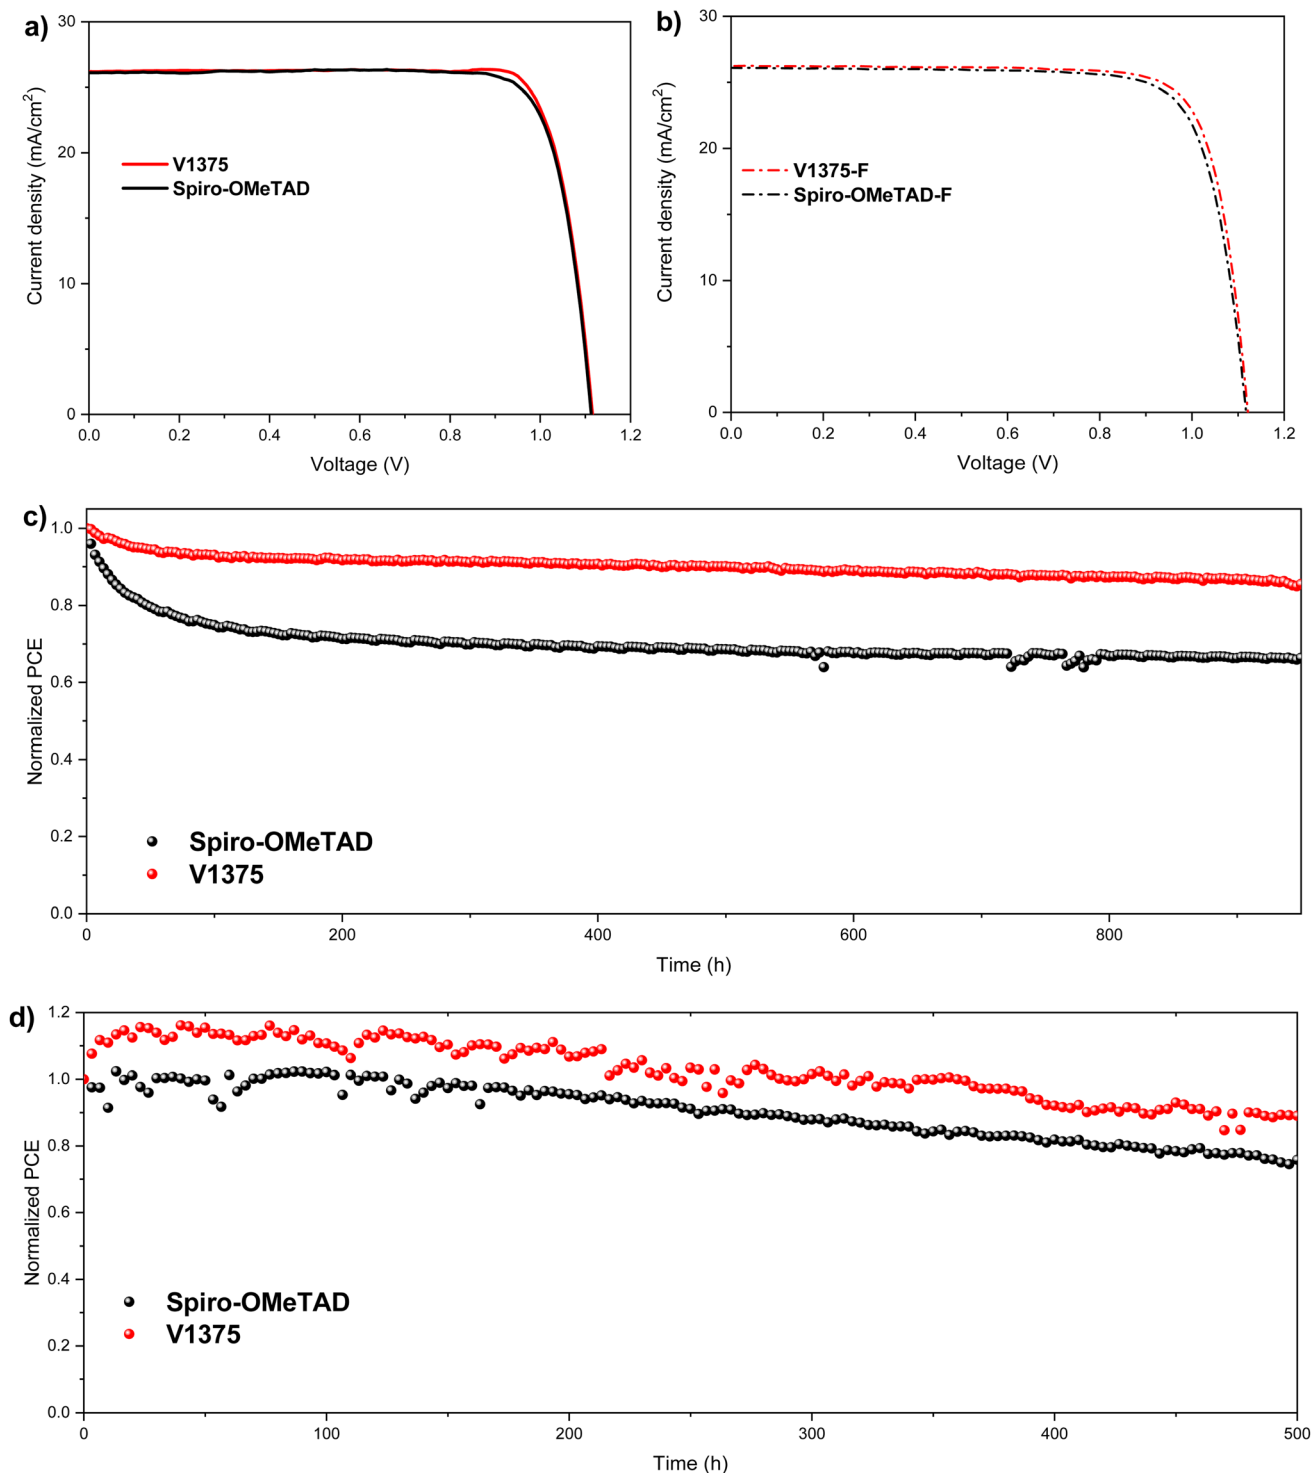 a)
30
20
10
0
Current density (mA/cm²)
V1375
Spiro-OMeTAD
0.0 0.2 0.4 0.6 0.8 1.0 1.2
Voltage (V)
b)
30
20
10
0
Current density (mA/cm²)
V1375-F
Spiro-OMeTAD-F
0.0 0.2 0.4 0.6 0.8 1.0 1.2
Voltage (V)
c)
1.0
0.8
0.6
0.4
0.2
0.0
Normalized PCE
Spiro-OMeTAD
V1375
0 200 400 600 800
Time (h)
d)
1.2
1.0
0.8
0.6
0.4
0.2
0.0
Normalized PCE
Spiro-OMeTAD
V1375
0 100 200 300 400 500
Time (h)